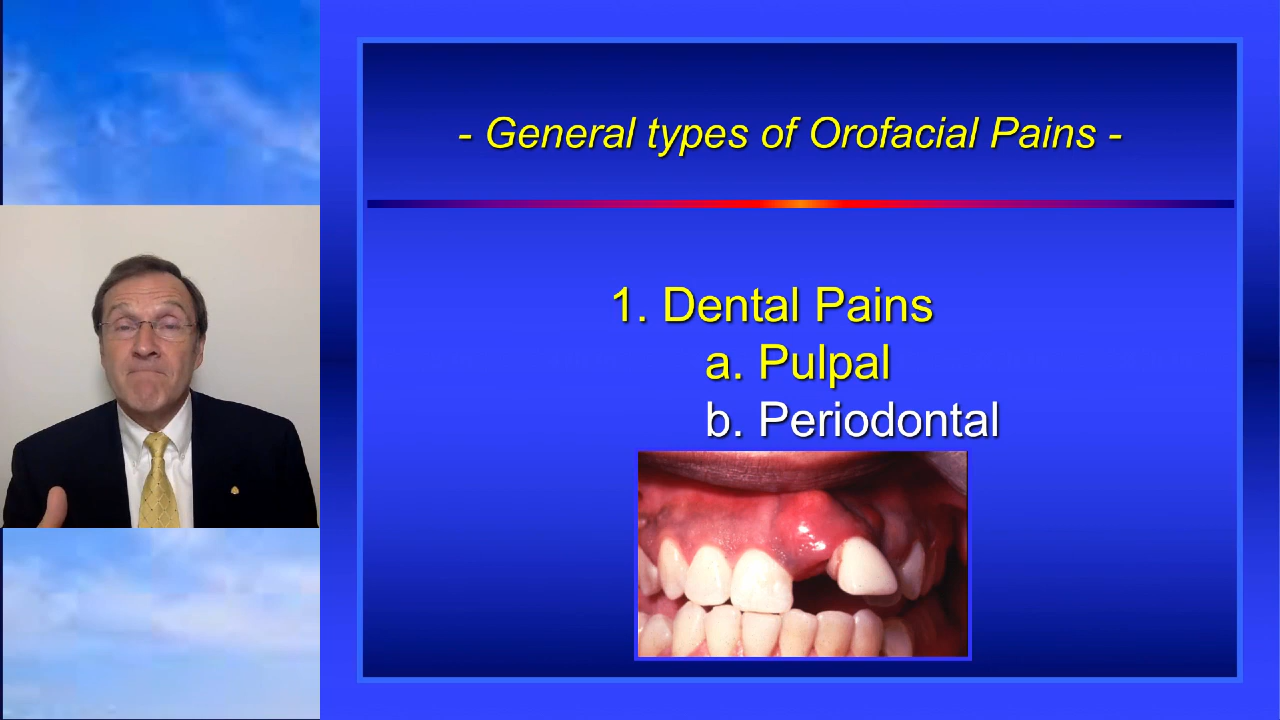 - General types of Orofacial Pains -
1. Dental Pains
a. Pulpal
b. Periodontal